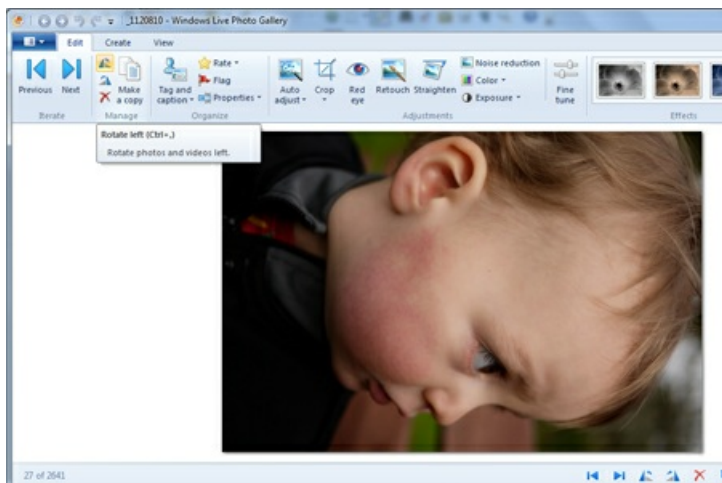 _1120810 - Windows Live Photo Gallery
Edit Create View
Previous Next
Make a copy
Tag and caption
Rate
Flag
Properties
Auto adjust
Crop
Red eye
Retouch
Straighten
Noise reduction
Color
Exposure
Fine tune
Iterate Manage Organize Adjustments Effects
Rotate left (Ctrl+,)
Rotate photos and videos left.
27 of 2641